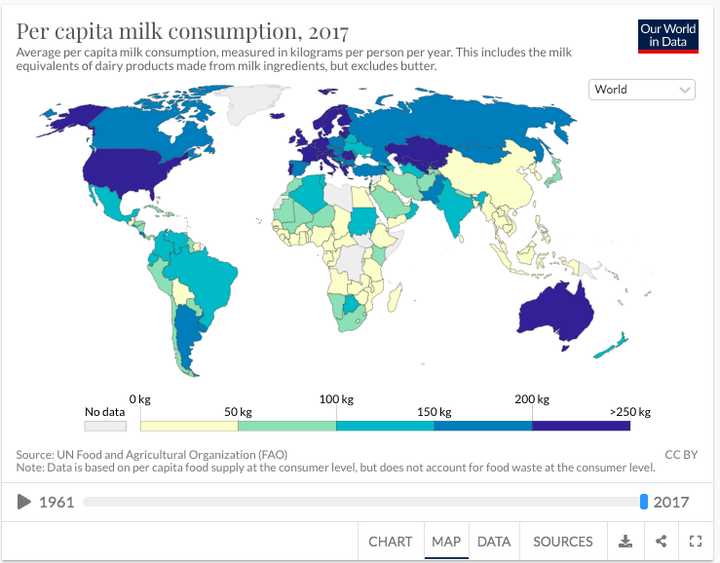 Per capita milk consumption, 2017
Average per capita milk consumption, measured in kilograms per person per year. This includes the milk
equivalents of dairy products made from milk ingredients, but excludes butter.
Our World
in Data
World
No data
0 kg
50 kg
100 kg
150 kg
200 kg
>250 kg
Source: UN Food and Agricultural Organization (FAO)
CC BY
Note: Data is based on per capita food supply at the consumer level, but does not account for food waste at the consumer level.
1961
2017
CHART
MAP
DATA
SOURCES